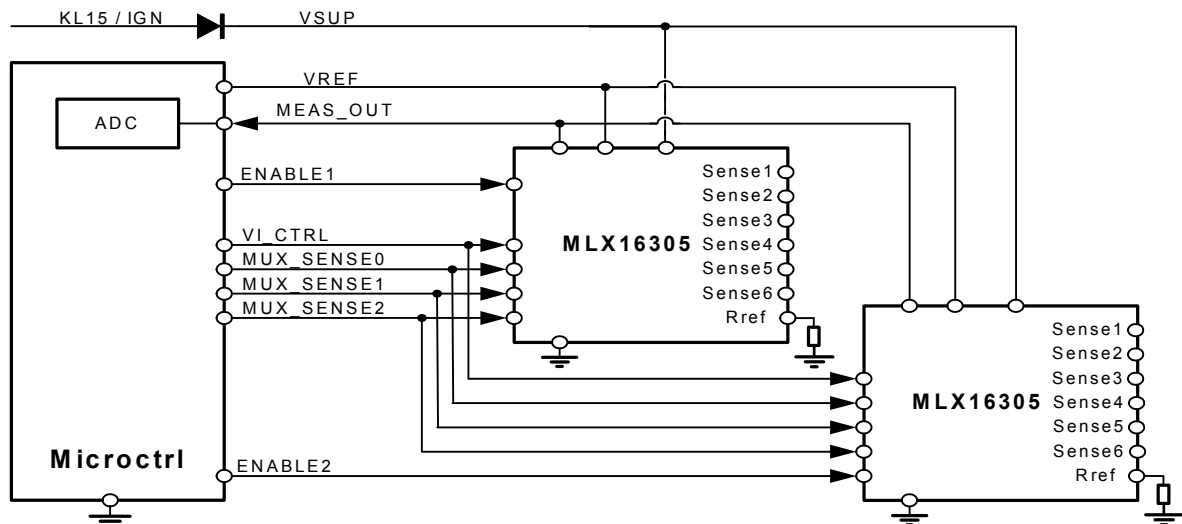 KL15 / IGN
VSUP
VREF
ADC
MEAS_OUT
ENABLE1
VI_CTRL
MUX_SENSE0
MUX_SENSE1
MUX_SENSE2
Sense1
Sense2
Sense3
MLX16305
Sense4
Sense5
Sense6
Rref
Sense1
Sense2
Sense3
MLX16305
Sense4
Sense5
Sense6
Rref
Microctrl
ENABLE2